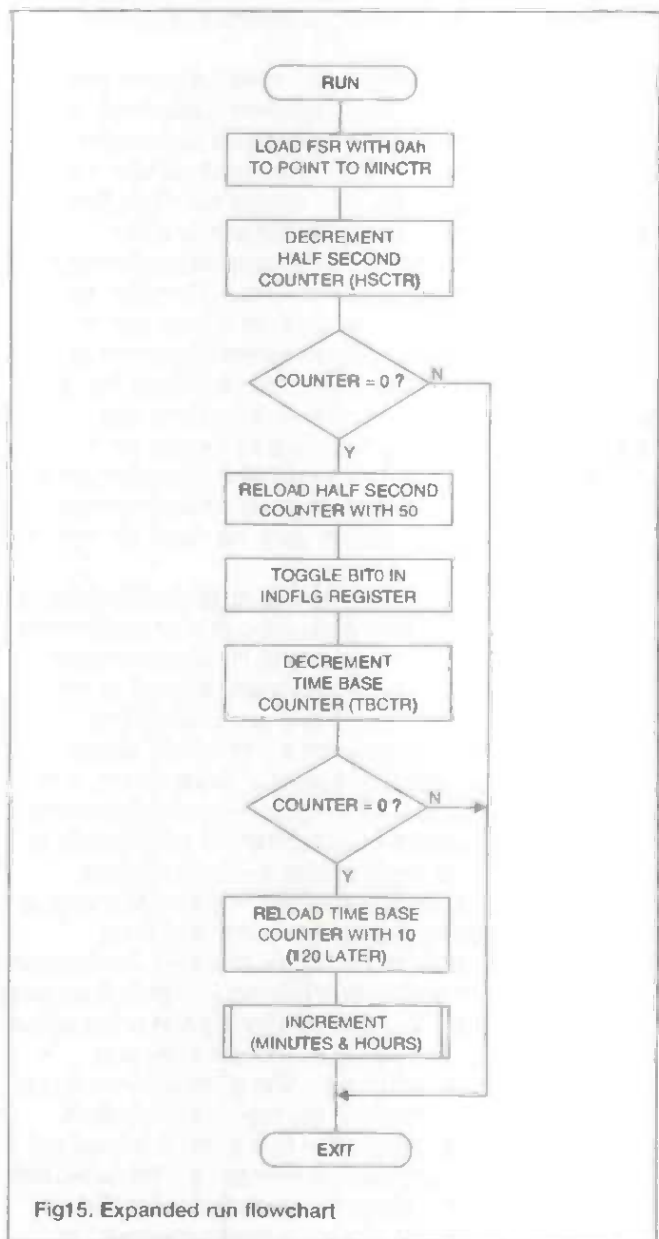 RUN
LOAD FSR WITH 0Ah
TO POINT TO MINCTR
DECREMENT
HALF SECOND
COUNTER (HSCTR)
COUNTER = 0 ?
N
Y
RELOAD HALF SECOND
COUNTER WITH 50
TOGGLE BIT0 IN
INDFLG REGISTER
DECREMENT
TIME BASE
COUNTER (TBCTR)
COUNTER = 0 ?
N
Y
RELOAD TIME BASE
COUNTER WITH 10
(120 LATER)
INCREMENT
(MINUTES & HOURS)
EXIT
Fig15. Expanded run flowchart